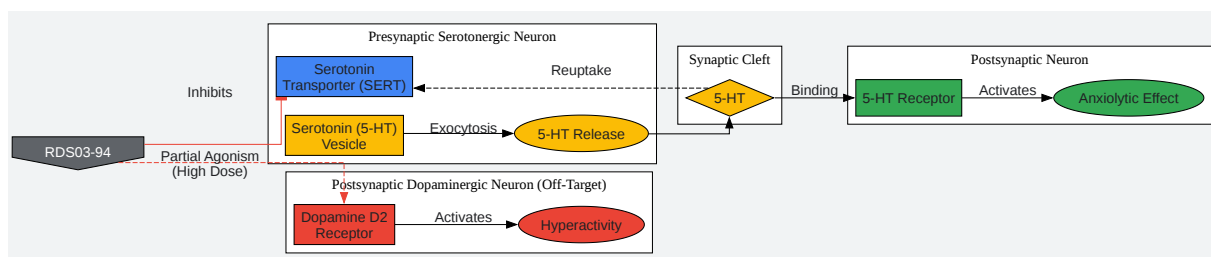 Presynaptic Serotonergic Neuron
Serotonin
Transporter (SERT)
Reuptake
Synaptic Cleft
5-HT
Binding
Postsynaptic Neuron
5-HT Receptor
Activates
Anxiolytic Effect
Inhibits
Serotonin (5-HT)
Vesicle
Exocytosis
5-HT Release
RDS03-94
Partial Agonism
(High Dose)
Postsynaptic Dopaminergic Neuron (Off-Target)
Dopamine D2
Receptor
Activates
Hyperactivity